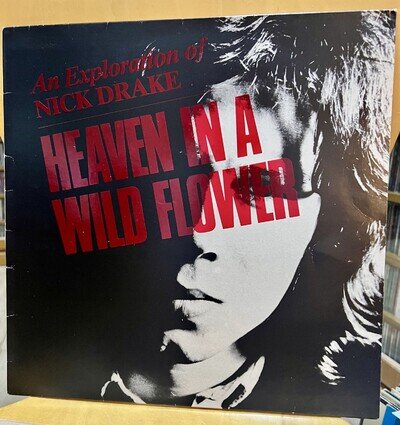 An Exploration of
NICK DRAKE
HEAVEN IN A
WILD FLOWER